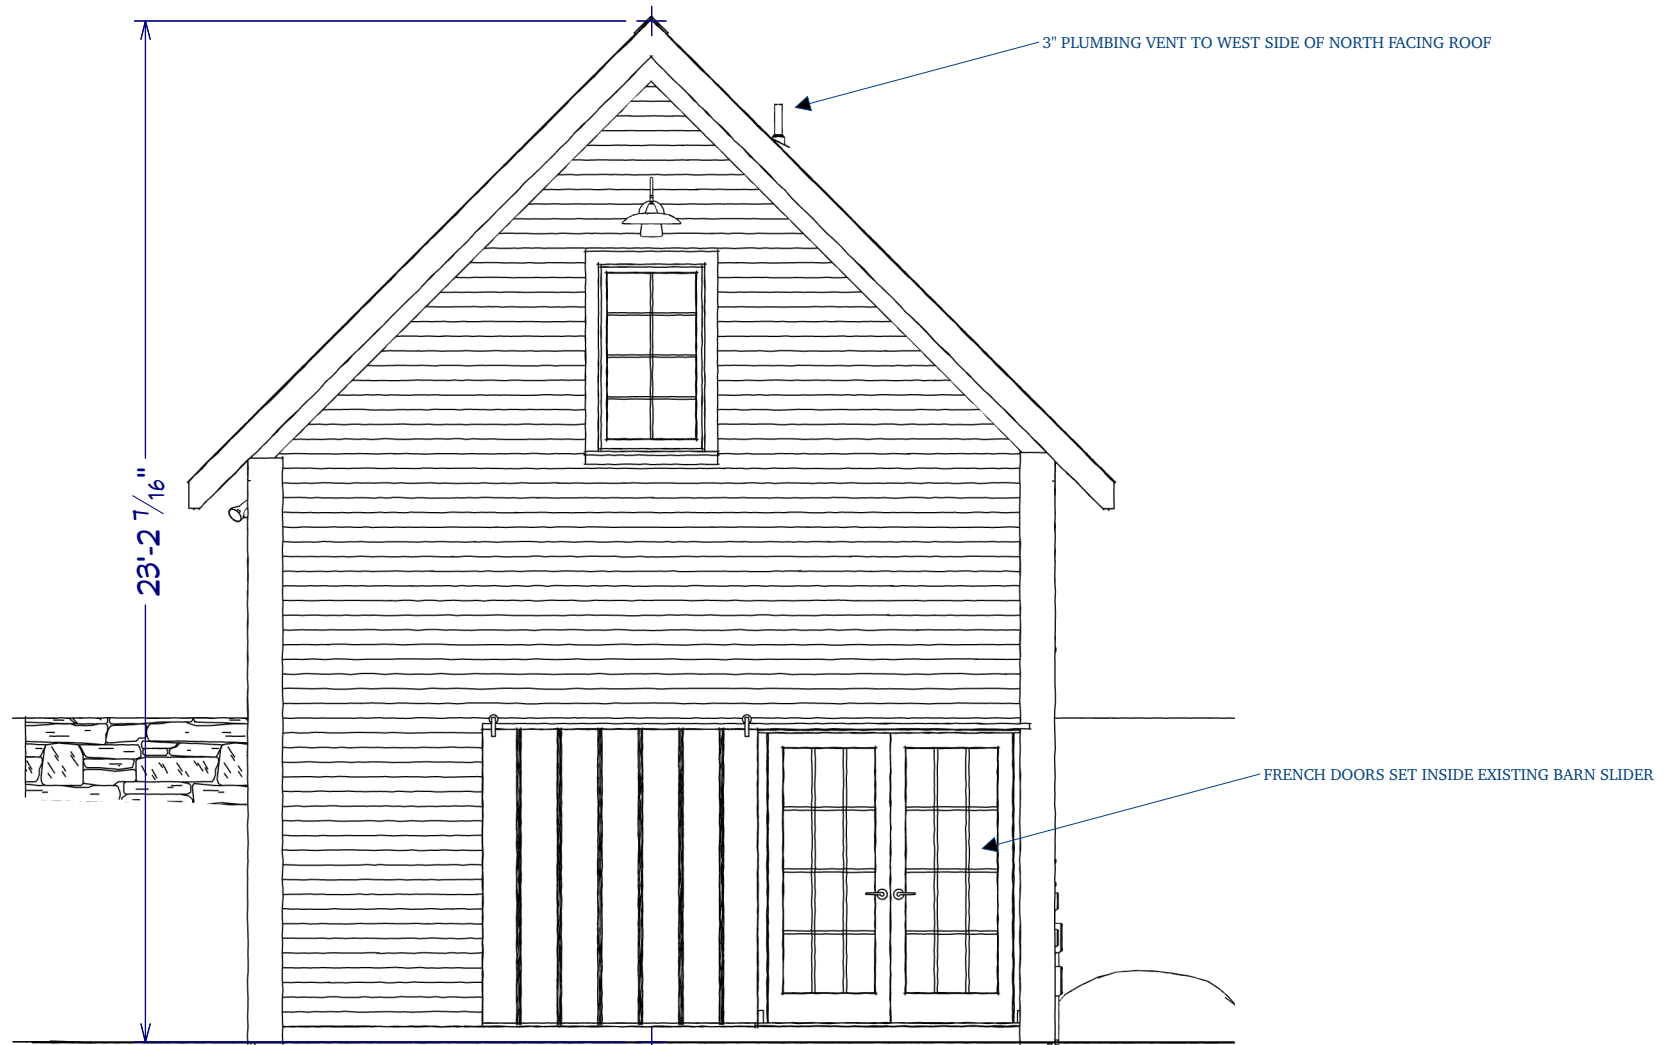 3" PLUMBING VENT TO WEST SIDE OF NORTH FACING ROOF
23'-2 7/16"
FRENCH DOORS SET INSIDE EXISTING BARN SLIDER